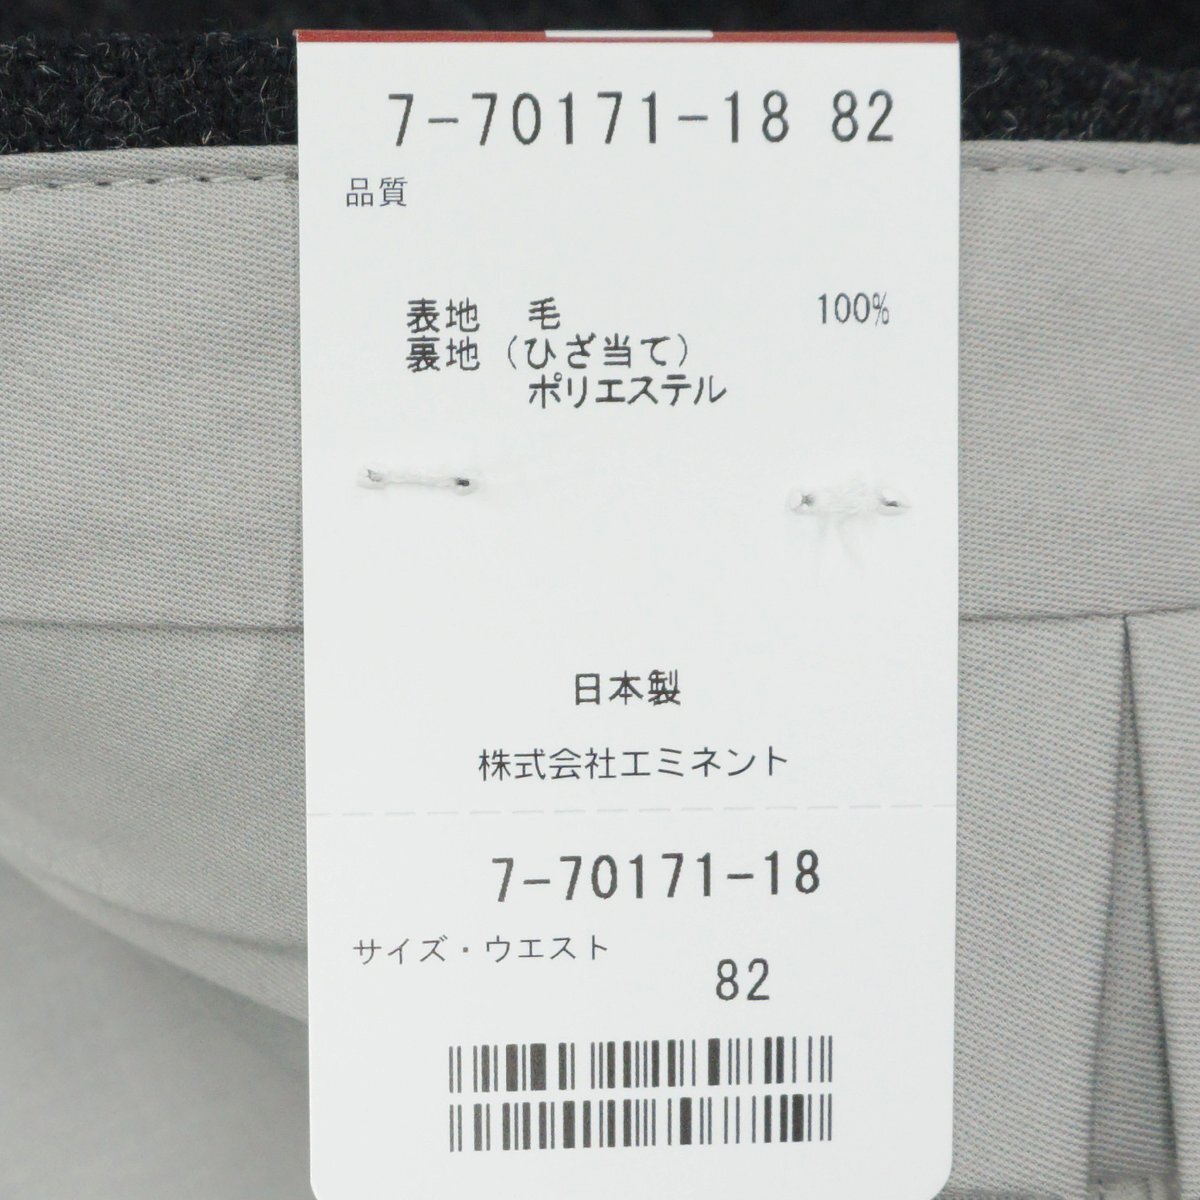 7-70171-18 82
品質
表地 毛 100%
裏地 (ひざ当て)
ポリエステル
日本製
株式会社エミネント
7-70171-18
サイズ・ウエスト
82